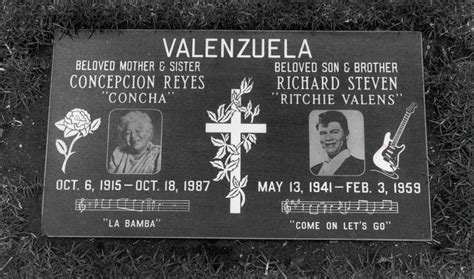 VALENZUELA
BELOVED MOTHER & SISTER
CONCEPCION REYES
"CONCHA"
OCT. 6, 1915 - OCT. 18, 1987
"LA BAMBA"
BELOVED SON & BROTHER
RICHARD STEVEN
"RITCHIE VALENS"
MAY 13, 1941 - FEB. 3, 1959
"COME ON LET'S GO"